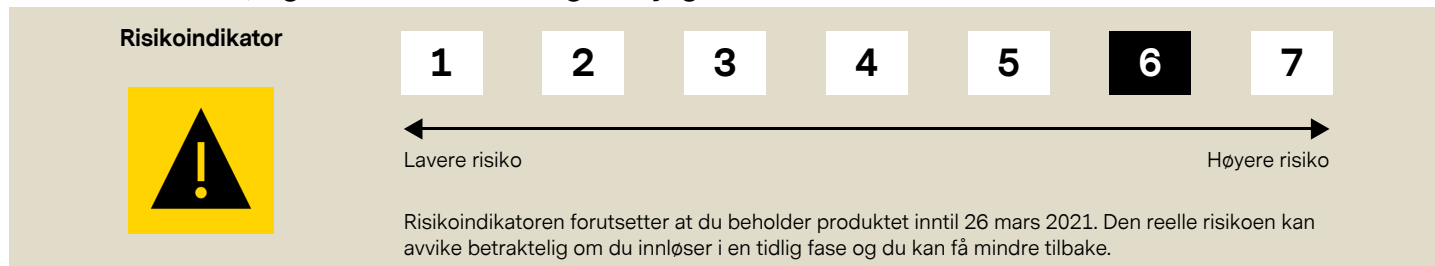 Risikoindikator
1 2 3 4 5 6 7
Lavere risiko Høyere risiko
Risikoindikatoren forutsetter at du beholder produktet inntil 26 mars 2021. Den reelle risikoen kan
avvike betraktelig om du innløser i en tidlig fase og du kan få mindre tilbake.